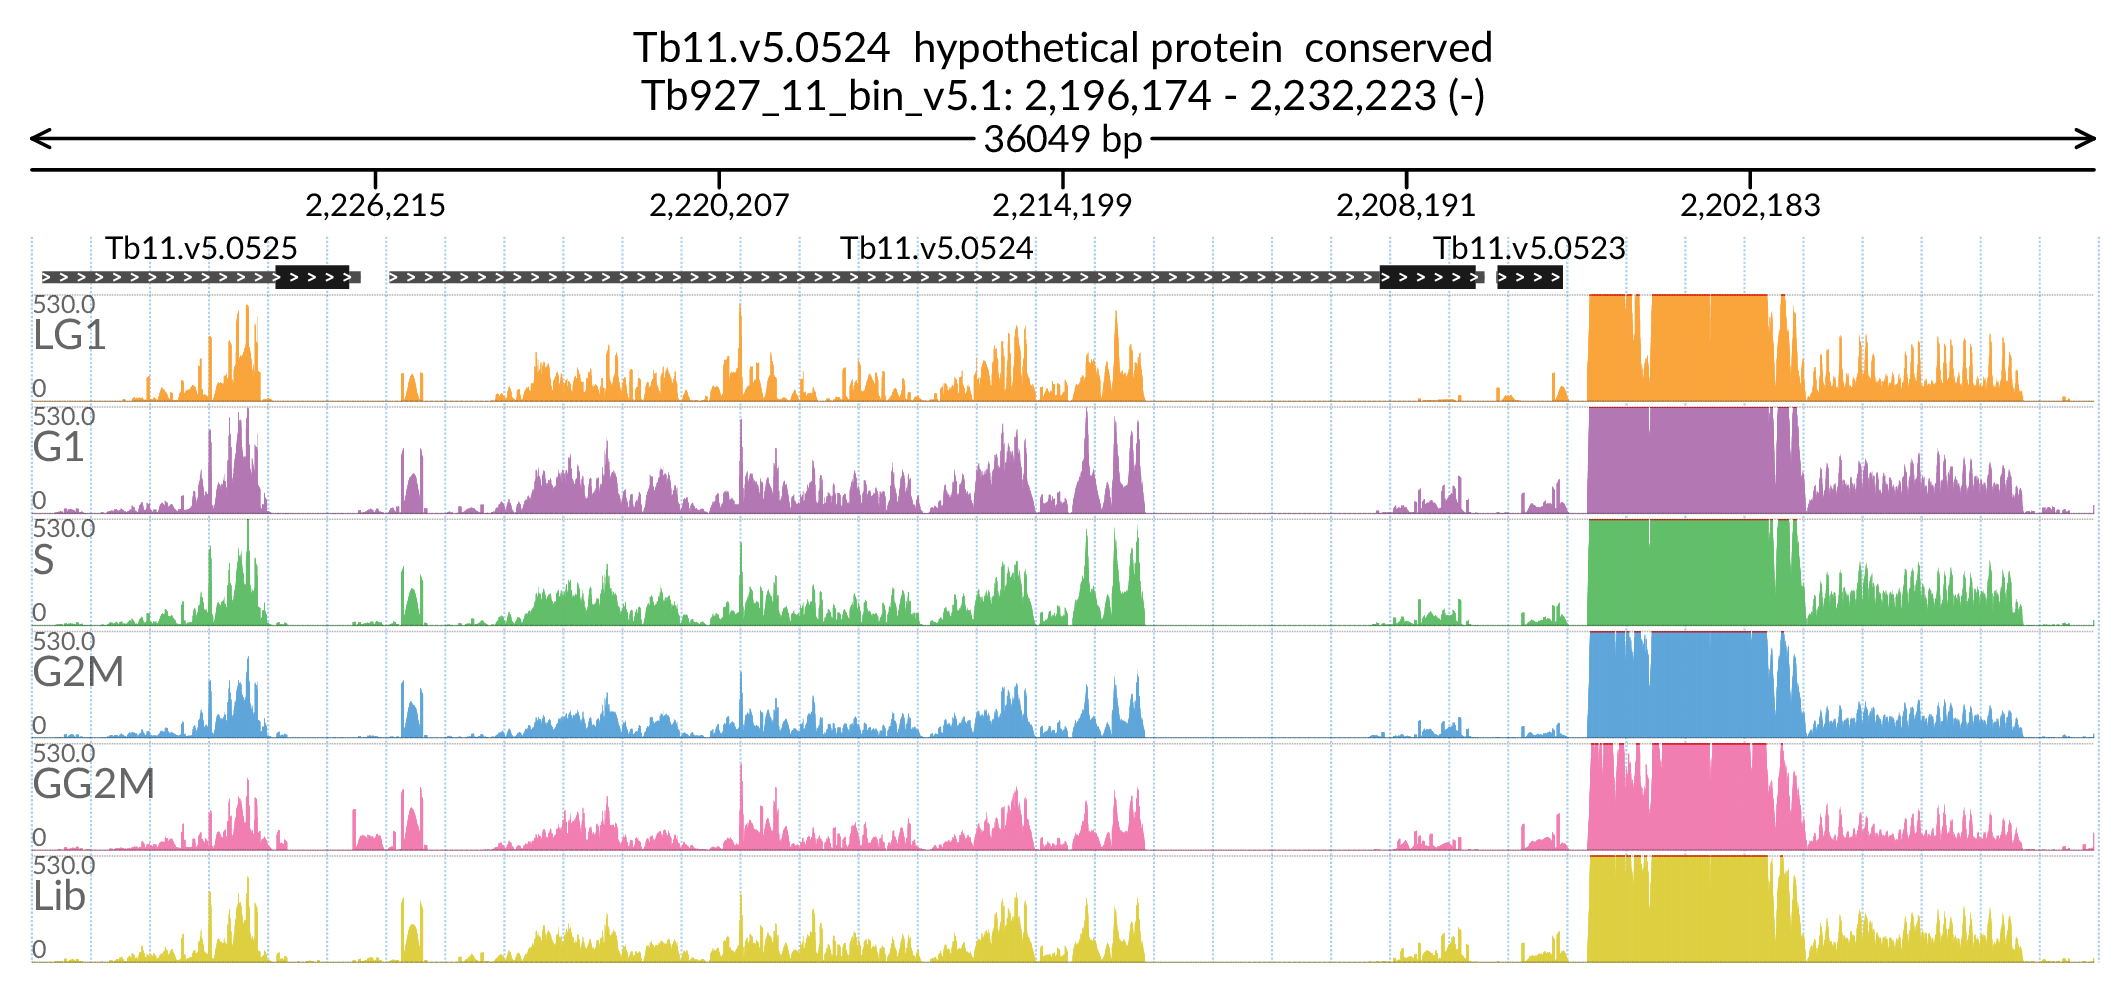 Tb11.v5.0524 hypothetical protein conserved
Tb927_11_bin_v5.1: 2,196,174 - 2,232,223 (-)
36049 bp
2,226,215 2,220,207 2,214,199 2,208,191 2,202,183
Tb11.v5.0525 Tb11.v5.0524 Tb11.v5.0523
530.0
LG1
0
530.0
G1
0
530.0
S
0
530.0
G2M
0
530.0
GG2M
0
530.0
Lib
0